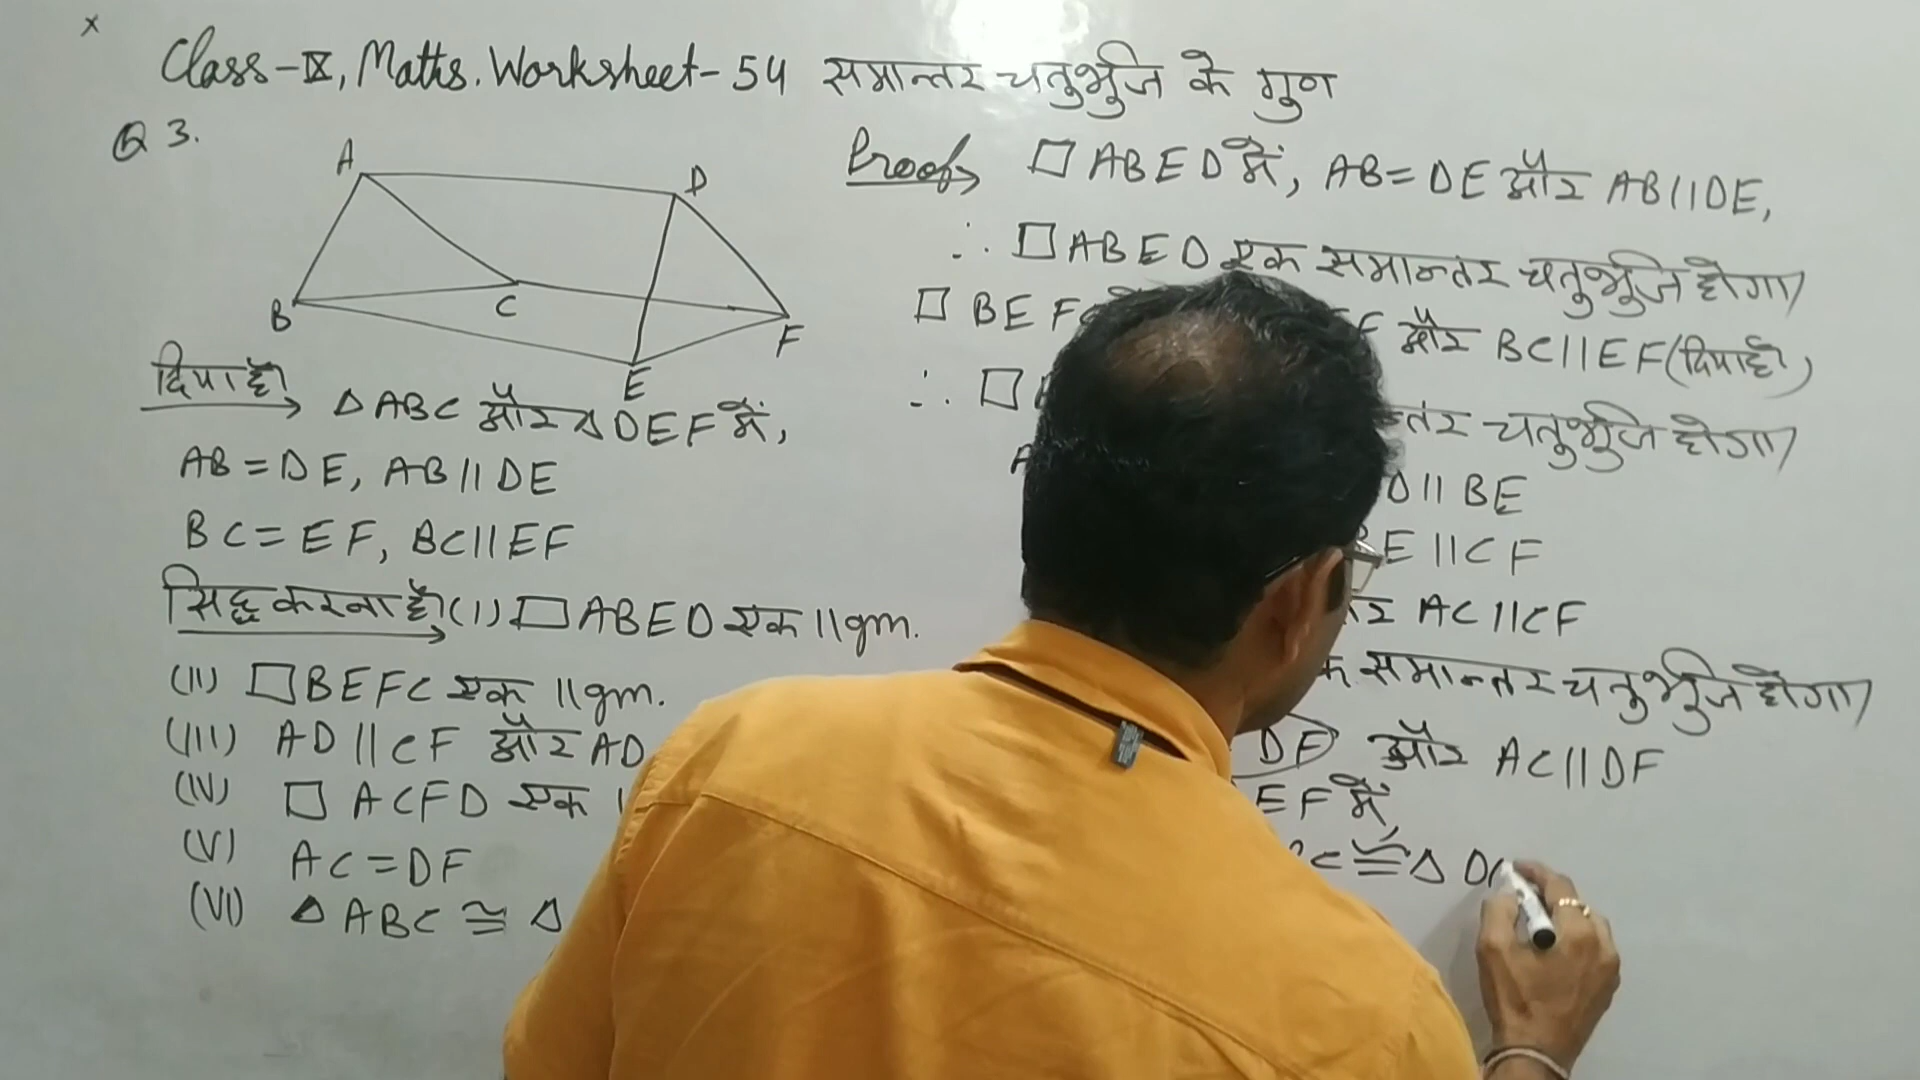 x
Class-IX, Maths. Worksheet-54 समान्तर चतुर्भुज के गुण
Q 3.
A
D
B
C
F
E
दिया है→ Δ ABC और Δ DEF में,
AB = DE, AB || DE
BC = EF, BC || EF
सिद्ध करना है→ (I) □ ABED एक ||gm.
(II) □ BEFC एक ||gm.
(III) AD || CF और AD
(IV) □ ACFD एक
(V) AC = DF
(VI) Δ ABC ≅ Δ
Proof→ □ ABED में, AB = DE और AB || DE,
∴ □ ABED एक समान्तर चतुर्भुज होगा
□ BEF और BC || EF (दिया है)
∴ □ चतुर्भुज होगा
|| BE
E || CF
AC || CF
समान्तर चतुर्भुज होगा
DF और AC || DF
EF में,
C ≅ Δ D